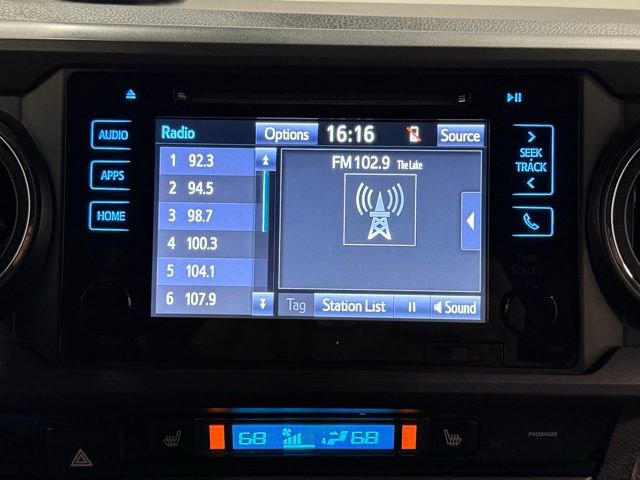 Radio Options 16:16 Source
AUDIO
APPS
HOME
1 92.3
2 94.5
3 98.7
4 100.3
5 104.1
6 107.9
FM 102.9 The Lake
Tag Station List Sound
SEEK
TRACK
TUNE
SCROLL
68 68
PASSENGER